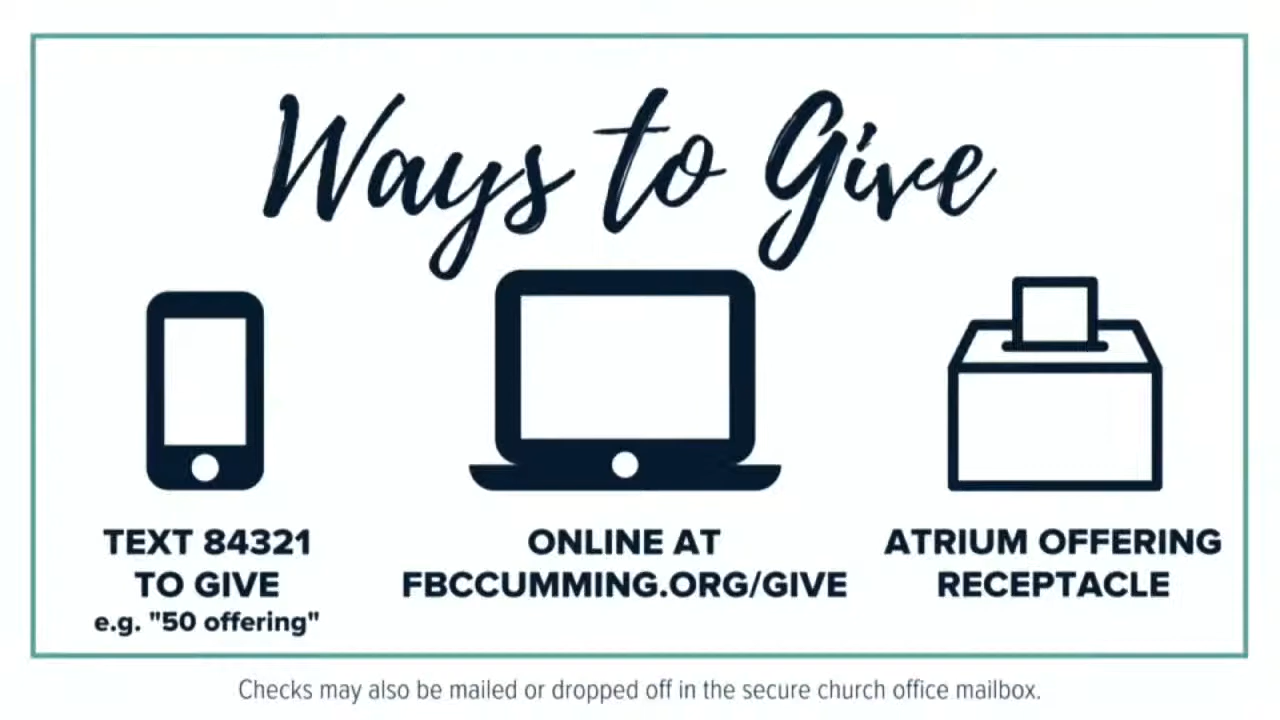 Ways to Give
TEXT 84321
TO GIVE
e.g. "50 offering"
ONLINE AT
FBCCUMMING.ORG/GIVE
ATRIUM OFFERING
RECEPTACLE
Checks may also be mailed or dropped off in the secure church office mailbox.